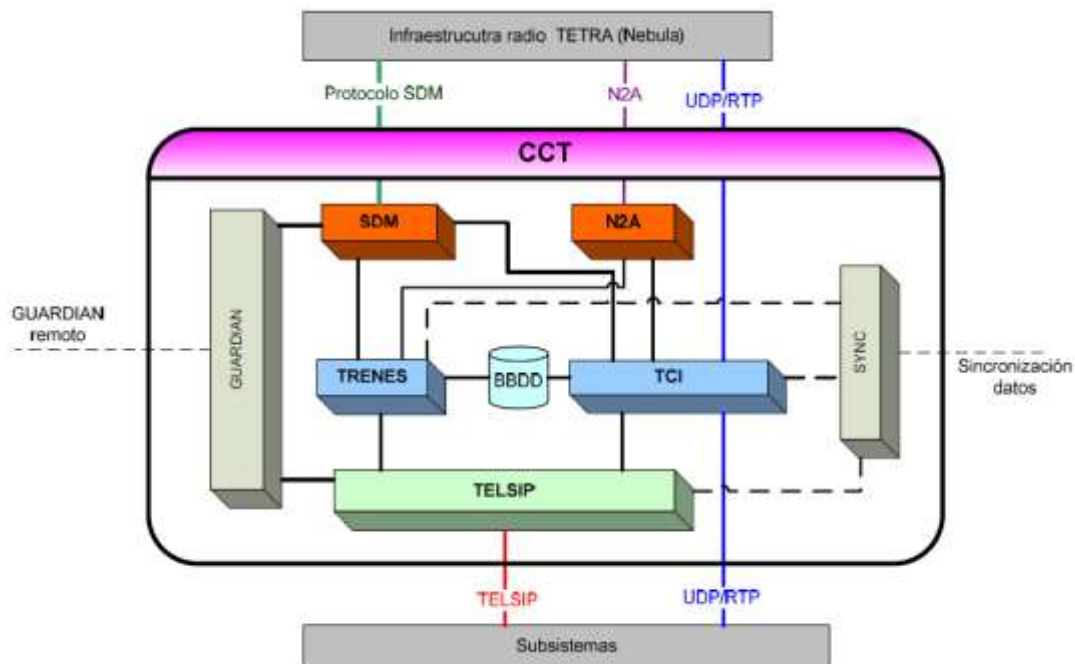 Infraestrucutra radio TETRA (Nebula)
Protocolo SDM
N2A
UDP/RTP
CCT
SDM
N2A
GUARDIAN
remoto
GUARDIAN
SYNC
TRENES
BBDD
TCI
Sincronización
datos
TELSIP
TELSIP
UDP/RTP
Subsistemas